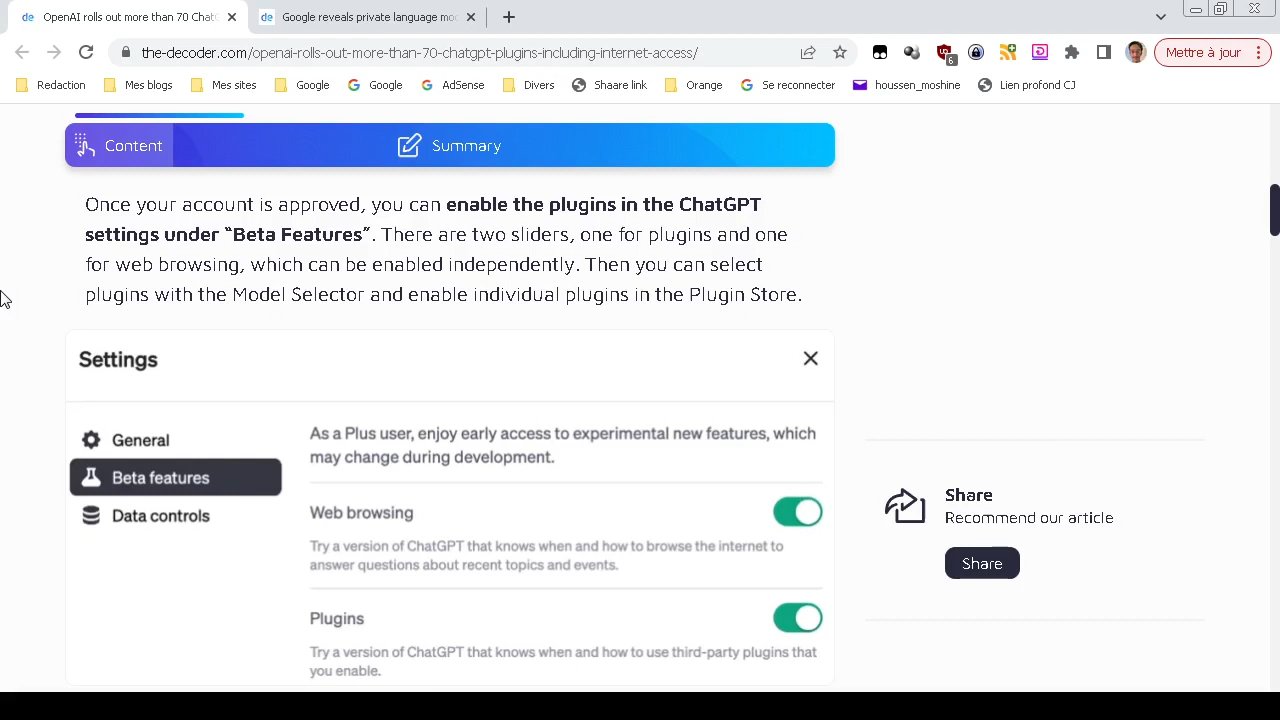 OpenAI rolls out more than 70 ChatG
Google reveals private language mo
the-decoder.com/openai-rolls-out-more-than-70-chatgpt-plugins-including-internet-access/
6
Mettre à jour
Redaction
Mes blogs
Mes sites
Google
Google
AdSense
Divers
Shaare link
Orange
Se reconnecter
houssen_moshine
Lien profond CJ
Content
Summary
Once your account is approved, you can enable the plugins in the ChatGPT
settings under “Beta Features”. There are two sliders, one for plugins and one
for web browsing, which can be enabled independently. Then you can select
plugins with the Model Selector and enable individual plugins in the Plugin Store.
Settings
General
Beta features
Data controls
As a Plus user, enjoy early access to experimental new features, which
may change during development.
Web browsing
Try a version of ChatGPT that knows when and how to browse the internet to
answer questions about recent topics and events.
Plugins
Try a version of ChatGPT that knows when and how to use third-party plugins that
you enable.
Share
Recommend our article
Share